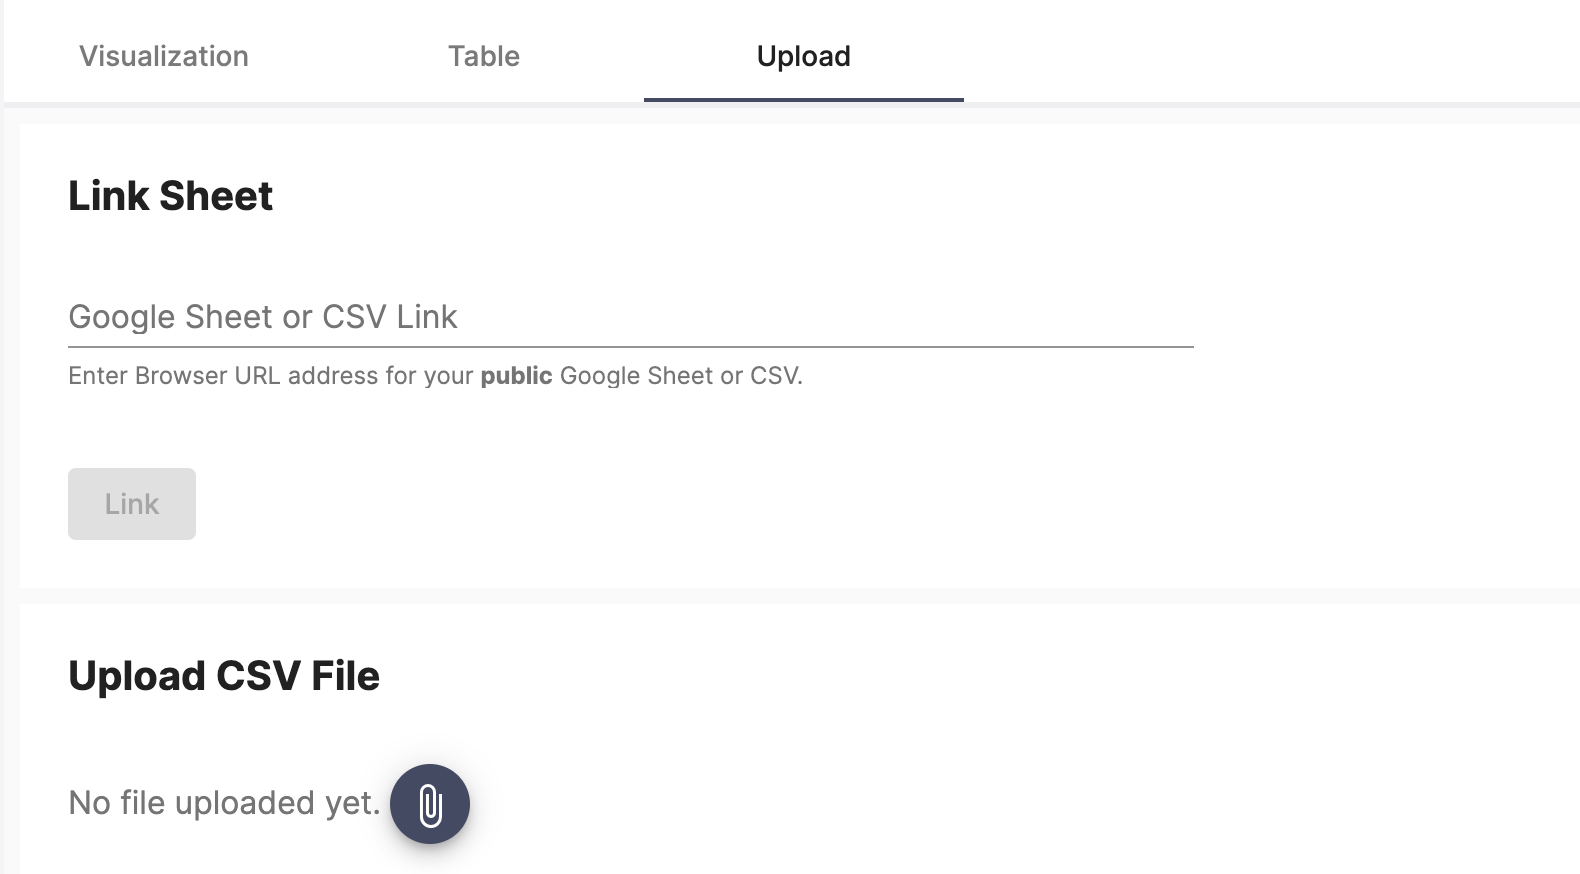 Visualization Table Upload
Link Sheet
Google Sheet or CSV Link
Enter Browser URL address for your public Google Sheet or CSV.
Link
Upload CSV File
No file uploaded yet.